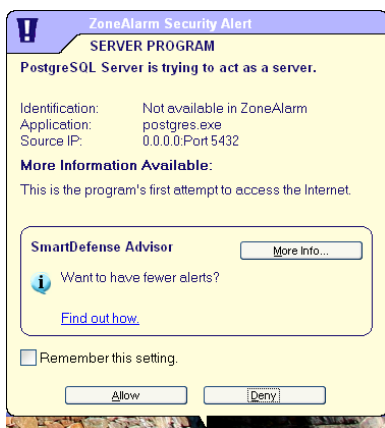 ZoneAlarm Security Alert
SERVER PROGRAM
PostgreSQL Server is trying to act as a server.
Identification: Not available in ZoneAlarm
Application: postgres.exe
Source IP: 0.0.0.0:Port 5432
More Information Available:
This is the program's first attempt to access the Internet.
SmartDefense Advisor
More Info...
Want to have fewer alerts?
Find out how.
Remember this setting.
Allow Deny